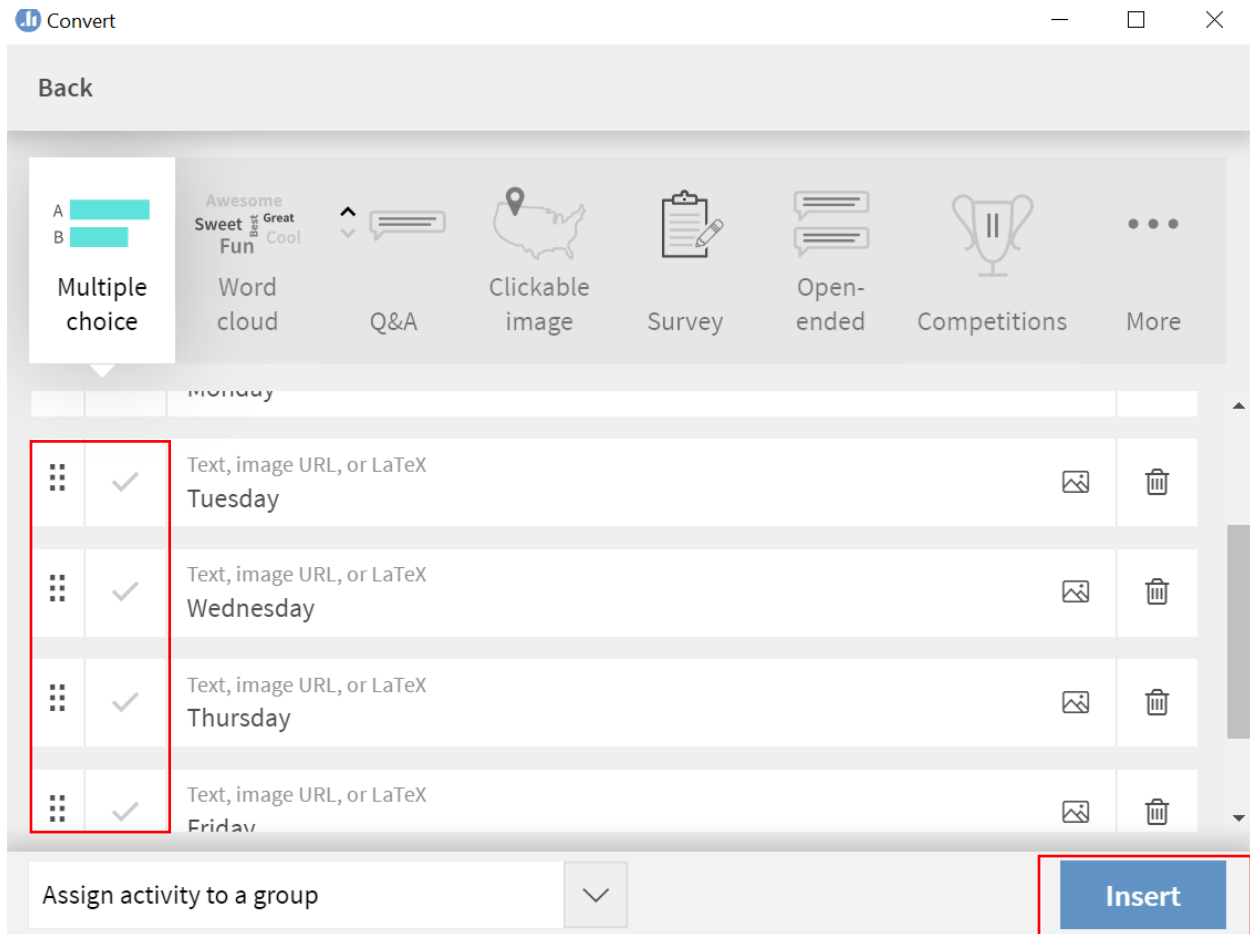 Convert
Back
A
B
Multiple
choice
Awesome
Sweet Best Great
Fun Cool
Word
cloud
Q&A
Clickable
image
Survey
Open-
ended
Competitions
More
Monday
Text, image URL, or LaTeX
Tuesday
Text, image URL, or LaTeX
Wednesday
Text, image URL, or LaTeX
Thursday
Text, image URL, or LaTeX
Friday
Assign activity to a group
Insert